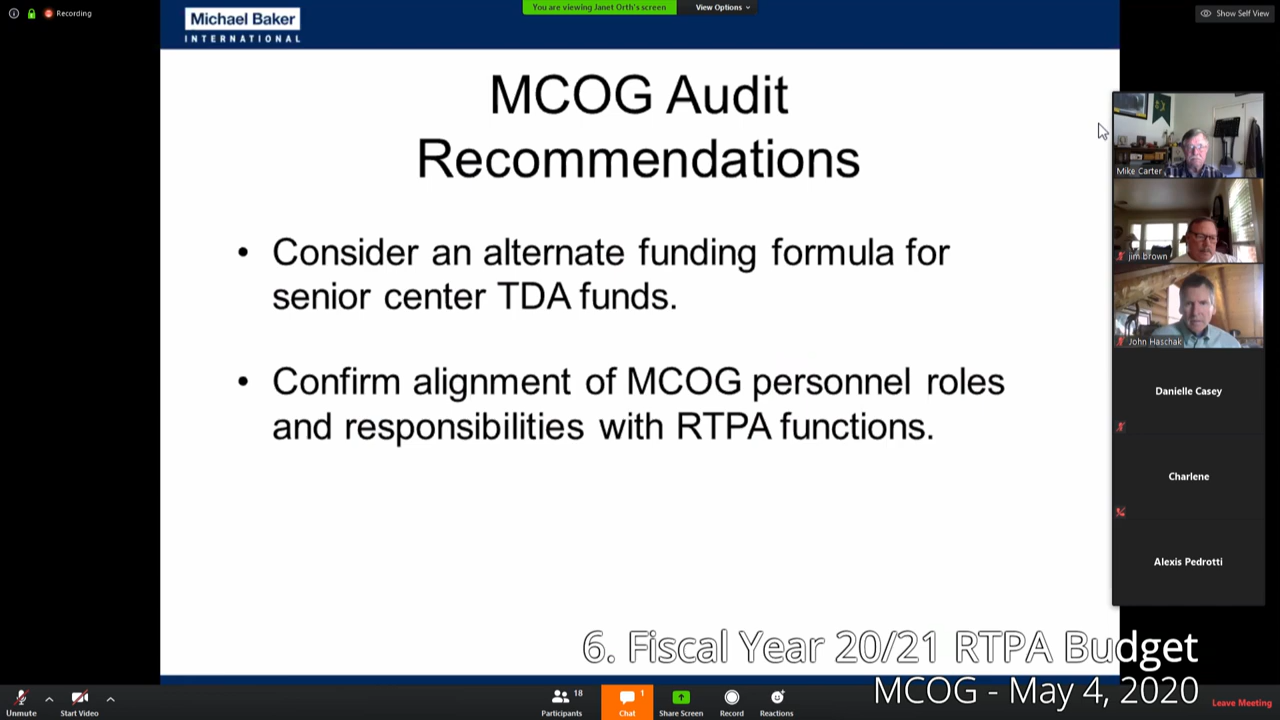 Recording
You are viewing Janet Orth's screen
View Options
Show Self View
Michael Baker
INTERNATIONAL
MCOG Audit
Recommendations
• Consider an alternate funding formula for
senior center TDA funds.
• Confirm alignment of MCOG personnel roles
and responsibilities with RTPA functions.
Mike Carter
jim brown
John Haschak
Danielle Casey
Charlene
Alexis Pedrotti
6. Fiscal Year 20/21 RTPA Budget
MCOG - May 4, 2020
Unmute
Start Video
18
Participants
1
Chat
Share Screen
Record
Reactions
Leave Meeting